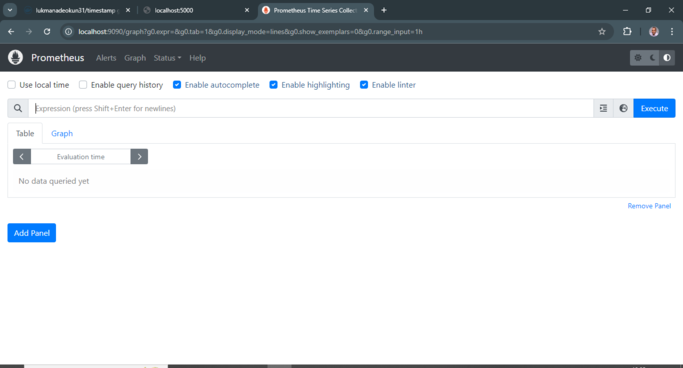 lukmanadeokun31/timestamp
localhost:5000
Prometheus Time Series Collect
localhost:9090/graph?g0.expr=&g0.tab=1&g0.display_mode=lines&g0.show_exemplars=0&g0.range_input=1h
Prometheus Alerts Graph Status Help
Use local time Enable query history Enable autocomplete Enable highlighting Enable linter
Expression (press Shift+Enter for newlines) Execute
Table Graph
Evaluation time
No data queried yet
Remove Panel
Add Panel